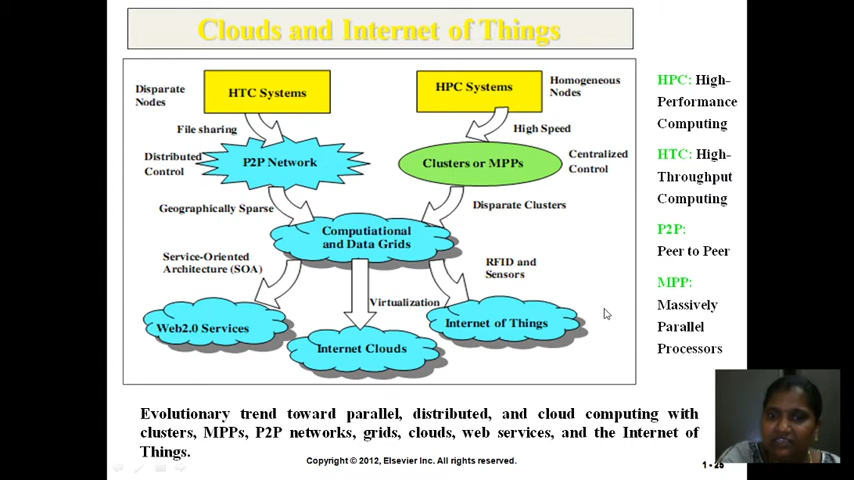 Clouds and Internet of Things
Disparate
Nodes
HTC Systems
HPC Systems
Homogeneous
Nodes
File sharing
High Speed
Distributed
Control
P2P Network
Clusters or MPPs
Centralized
Control
Geographically Sparse
Disparate Clusters
Computiational
and Data Grids
Service-Oriented
Architecture (SOA)
RFID and
Sensors
Virtualization
Web2.0 Services
Internet Clouds
Internet of Things
HPC: High-
Performance
Computing
HTC: High-
Throughput
Computing
P2P:
Peer to Peer
MPP:
Massively
Parallel
Processors
Evolutionary trend toward parallel, distributed, and cloud computing with
clusters, MPPs, P2P networks, grids, clouds, web services, and the Internet of
Things.
Copyright © 2012, Elsevier Inc. All rights reserved.
1 - 25